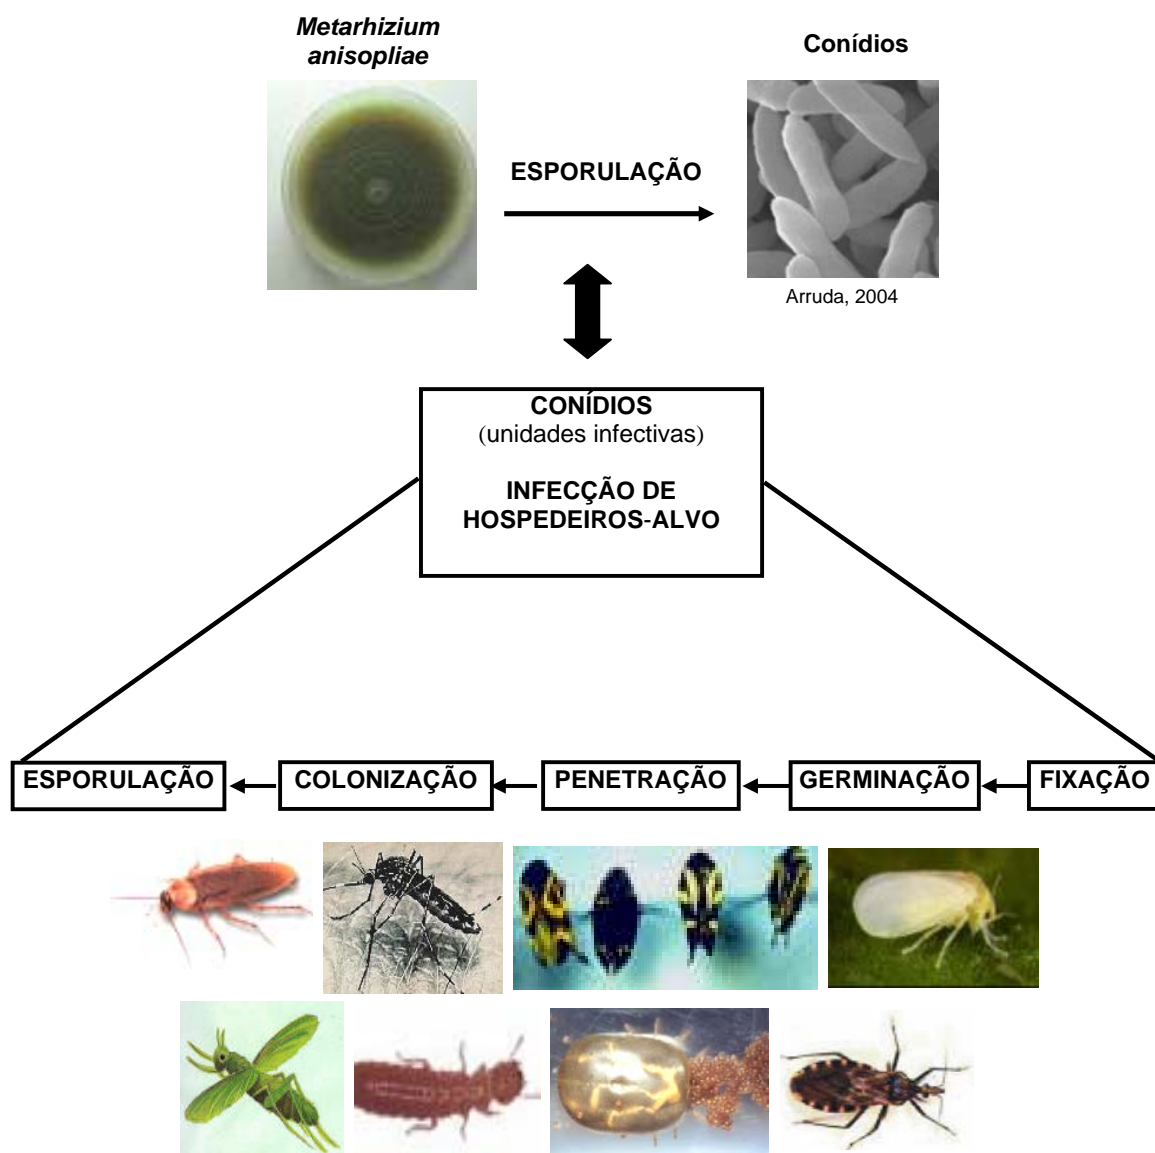 Metarhizium
anisopliae
Conídios
ESPORULAÇÃO
Arruda, 2004
CONÍDIOS
(unidades infectivas)
INFECÇÃO DE
HOSPEDEIROS-ALVO
ESPORULAÇÃO
COLONIZAÇÃO
PENETRAÇÃO
GERMINAÇÃO
FIXAÇÃO